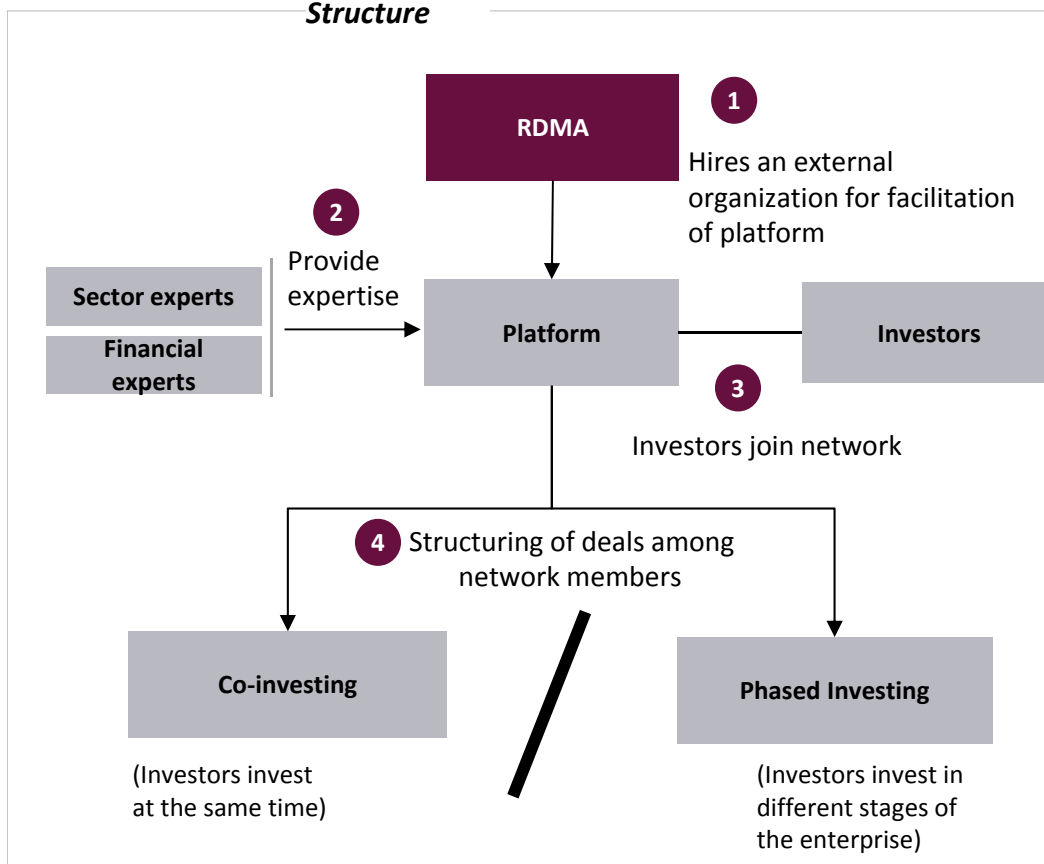 Structure
RDMA
1
Hires an external
organization for facilitation
of platform
2
Provide
expertise
Sector experts
Financial
experts
Platform
Investors
3
Investors join network
4
Structuring of deals among
network members
Co-investing
(Investors invest
at the same time)
Phased Investing
(Investors invest in
different stages of
the enterprise)